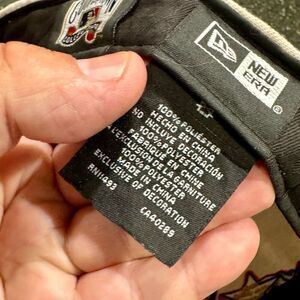 NEW
ERA
100% POLIÉSTER
HECHO EN CHINA
NO INCLUYE DECORACIÓN
100% POLYESTER
FABRIQUÉ EN CHINE
À L'EXCLUSION DE LA GARNITURE
100% POLYESTER
MADE IN CHINA
EXCLUSIVE OF DECORATION
RN11493
CA40289